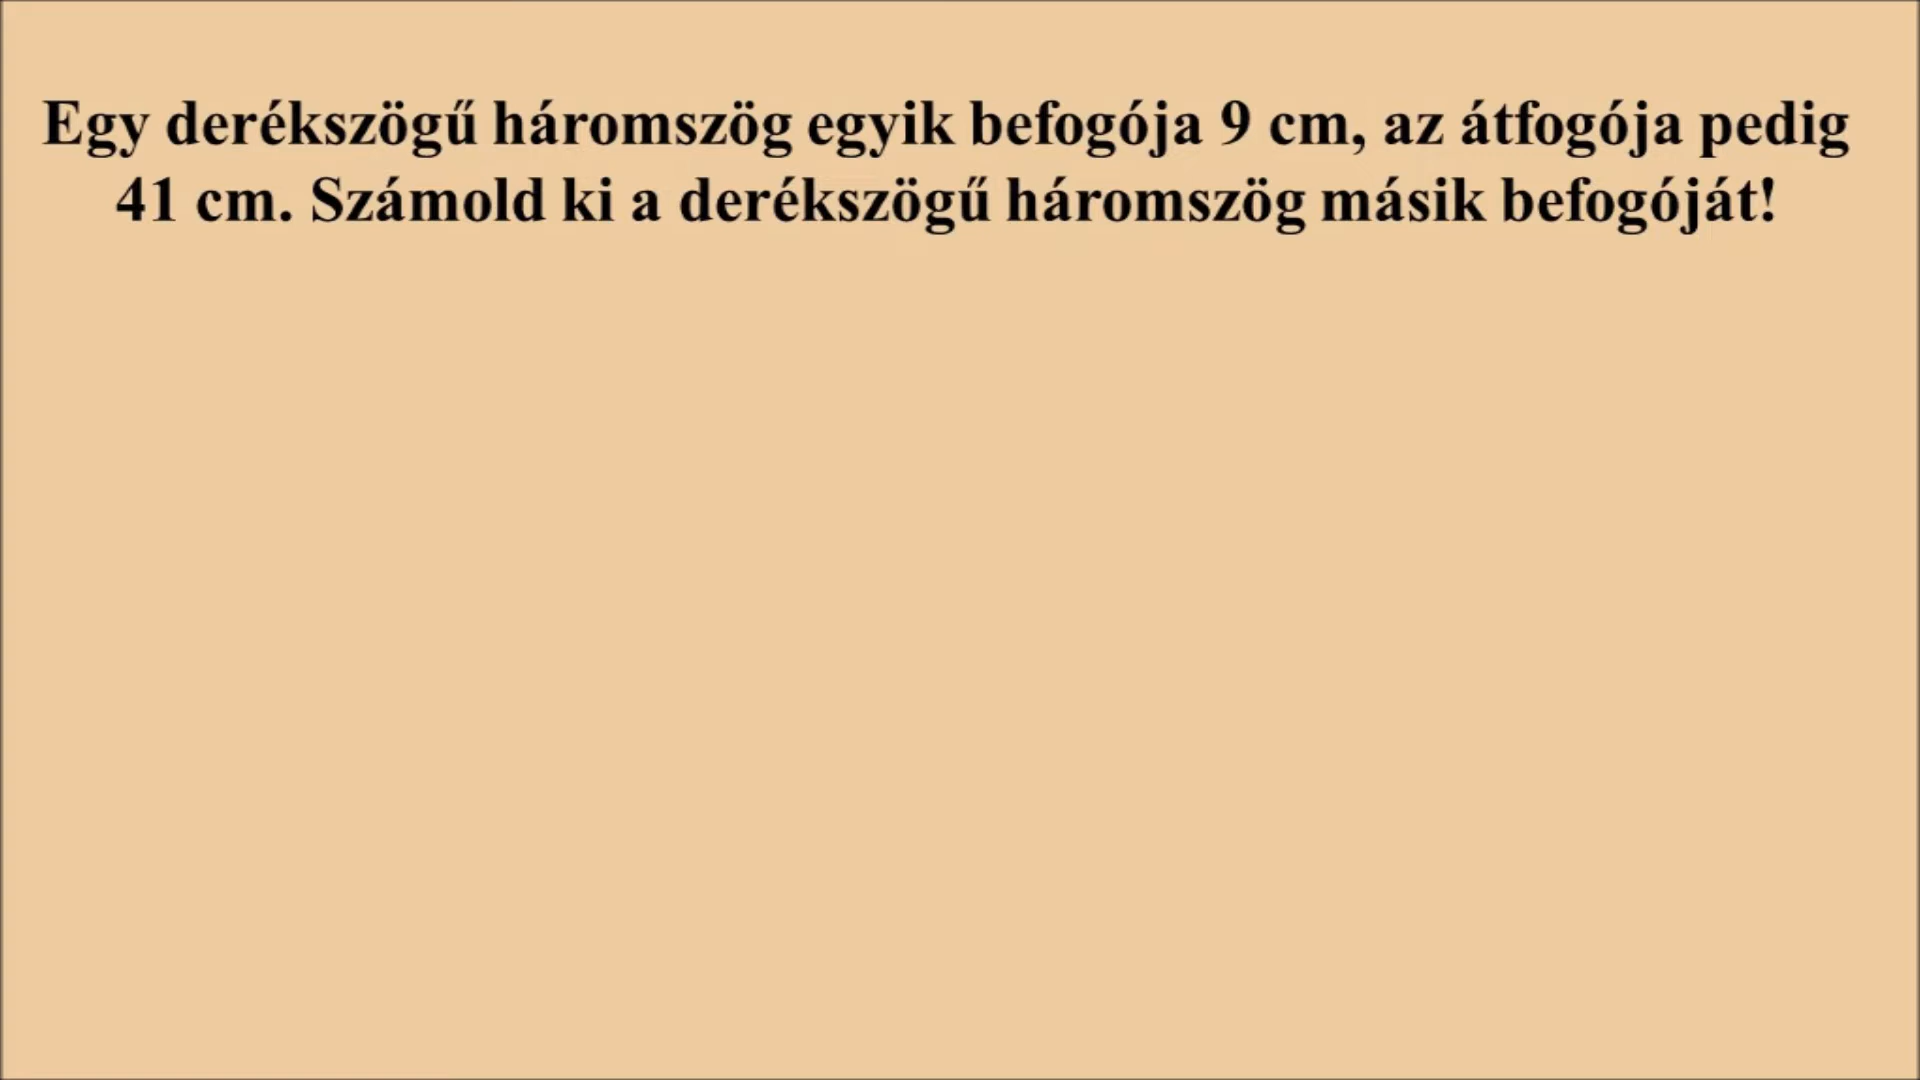 Egy derékszögű háromszög egyik befogója 9 cm, az átfogója pedig
41 cm. Számold ki a derékszögű háromszög másik befogóját!